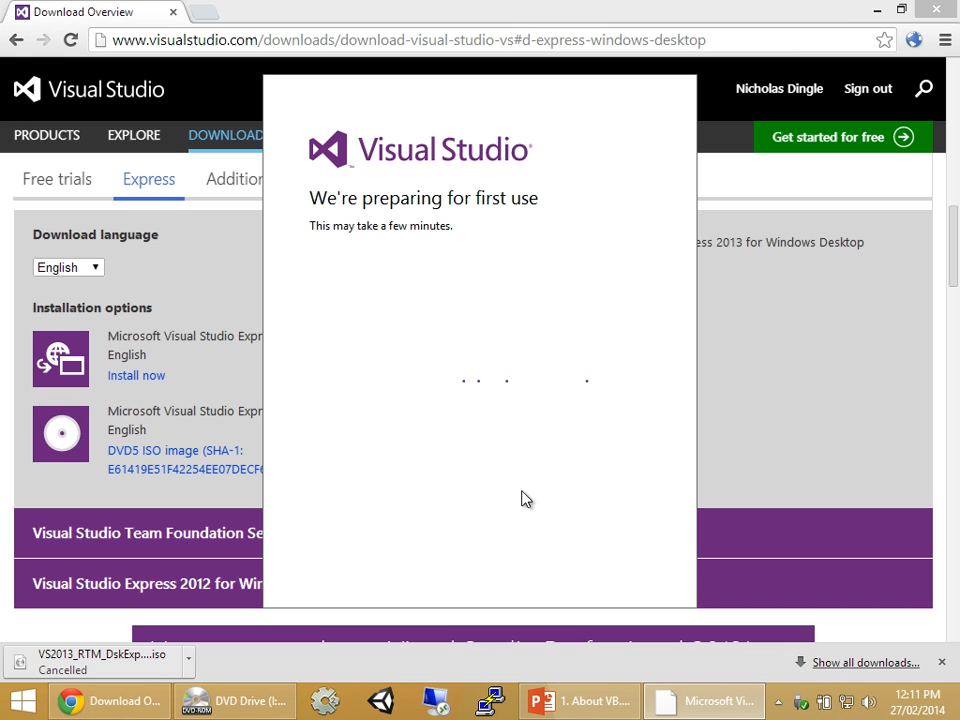 Download Overview
www.visualstudio.com/downloads/download-visual-studio-vs#d-express-windows-desktop
Visual Studio
Nicholas Dingle
Sign out
PRODUCTS
EXPLORE
DOWNLOAD
Get started for free
Free trials
Express
Addition
Download language
English
Installation options
Microsoft Visual Studio Expr
English
Install now
Microsoft Visual Studio Expr
English
DVD5 ISO image (SHA-1:
E61419E51F42254EE07DECF6
ess 2013 for Windows Desktop
Visual Studio
We're preparing for first use
This may take a few minutes.
Visual Studio Team Foundation Se
Visual Studio Express 2012 for Win
VS2013_RTM_DskExp....iso
Cancelled
Show all downloads...
Download O...
DVD Drive (I:...
DVD-ROM
1. About VB....
Microsoft Vi...
12:11 PM
27/02/2014